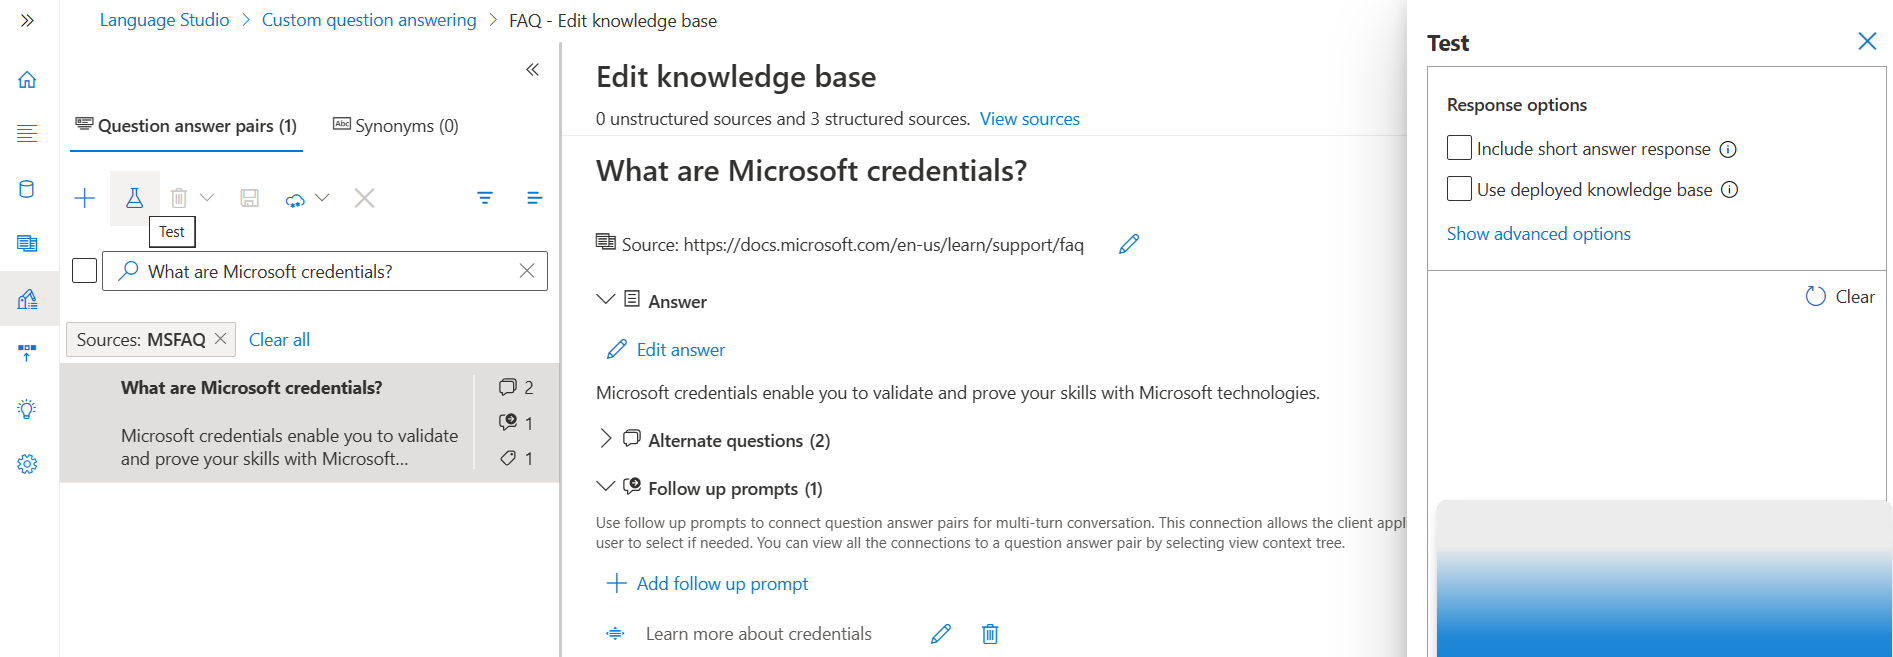 Language Studio > Custom question answering > FAQ - Edit knowledge base
Question answer pairs (1)
Abc Synonyms (0)
Test
What are Microsoft credentials?
Sources: MSFAQ
Clear all
What are Microsoft credentials?
2
Microsoft credentials enable you to validate
and prove your skills with Microsoft...
1
1
Edit knowledge base
0 unstructured sources and 3 structured sources. View sources
What are Microsoft credentials?
Source: https://docs.microsoft.com/en-us/learn/support/faq
Answer
Edit answer
Microsoft credentials enable you to validate and prove your skills with Microsoft technologies.
Alternate questions (2)
Follow up prompts (1)
Use follow up prompts to connect question answer pairs for multi-turn conversation. This connection allows the client appl
user to select if needed. You can view all the connections to a question answer pair by selecting view context tree.
Add follow up prompt
Learn more about credentials
Test
Response options
Include short answer response
Use deployed knowledge base
Show advanced options
Clear